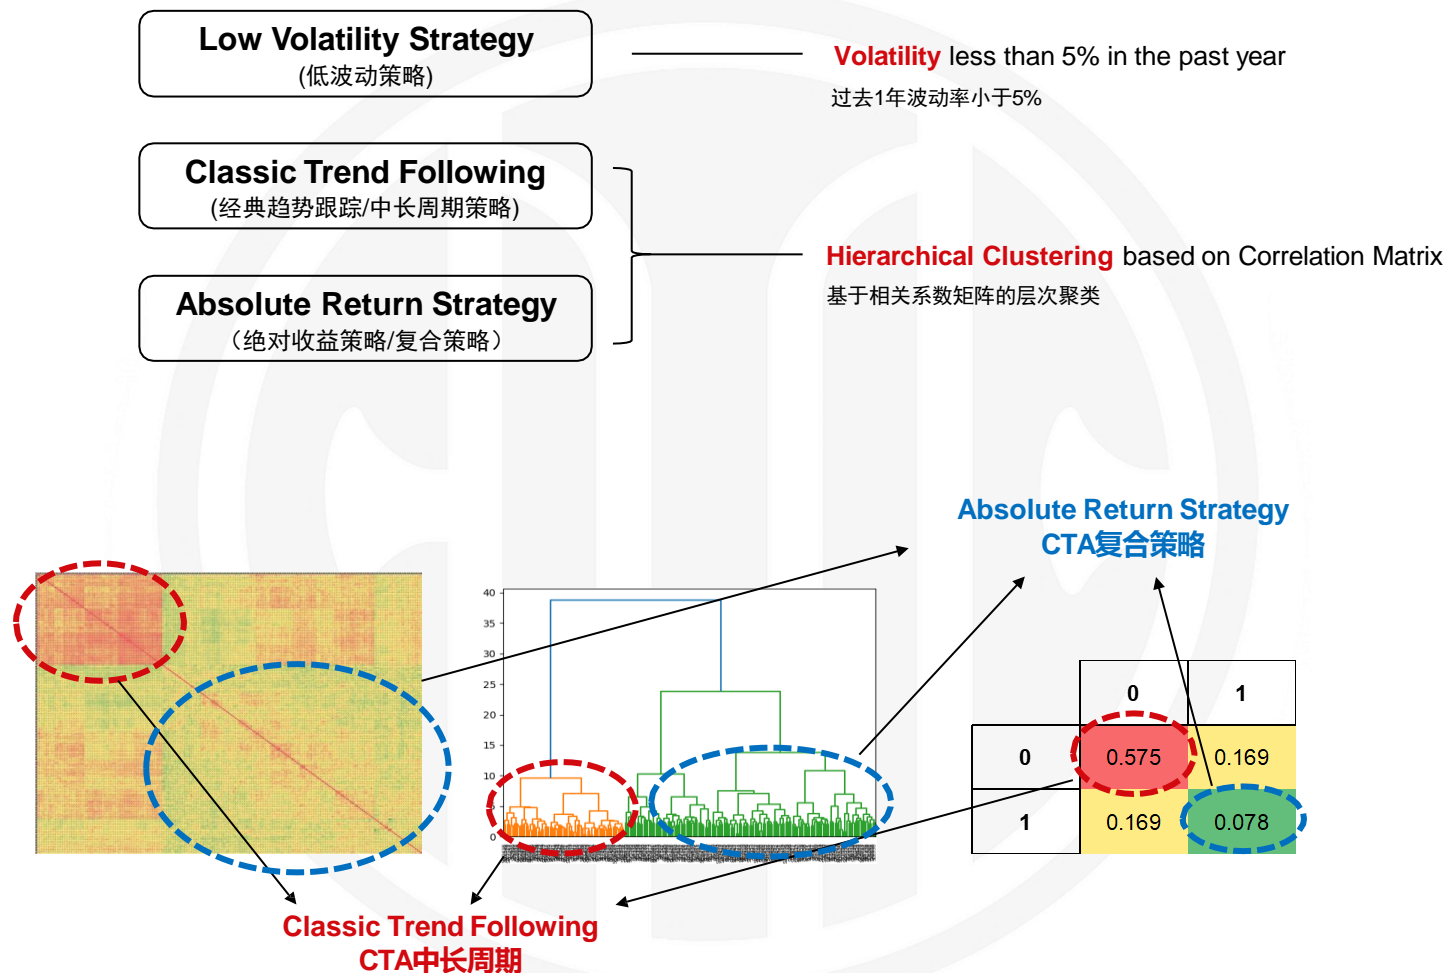 Low Volatility Strategy
(低波动策略)
Volatility less than 5% in the past year
过去1年波动率小于5%
Classic Trend Following
(经典趋势跟踪/中长周期策略)
Hierarchical Clustering based on Correlation Matrix
基于相关系数矩阵的层次聚类
Absolute Return Strategy
（绝对收益策略/复合策略）
Absolute Return Strategy
CTA复合策略
40
35
30
25
20
15
10
5
0
0 1
0 0.575 0.169
1 0.169 0.078
Classic Trend Following
CTA中长周期